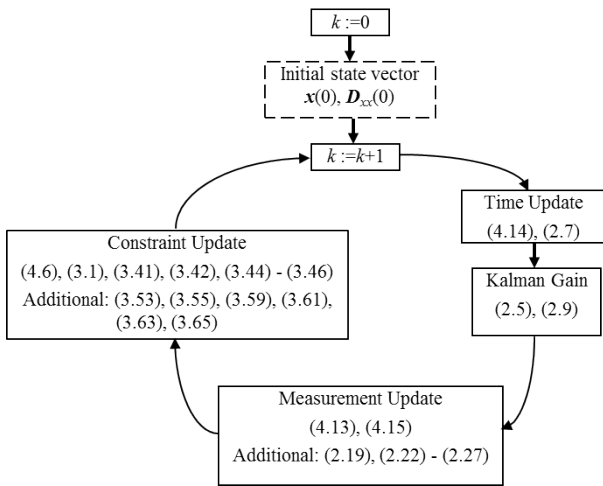 k :=0
Initial state vector
x(0), Dxx(0)
k :=k+1
Time Update
(4.14), (2.7)
Kalman Gain
(2.5), (2.9)
Measurement Update
(4.13), (4.15)
Additional: (2.19), (2.22) - (2.27)
Constraint Update
(4.6), (3.1), (3.41), (3.42), (3.44) - (3.46)
Additional: (3.53), (3.55), (3.59), (3.61),
(3.63), (3.65)